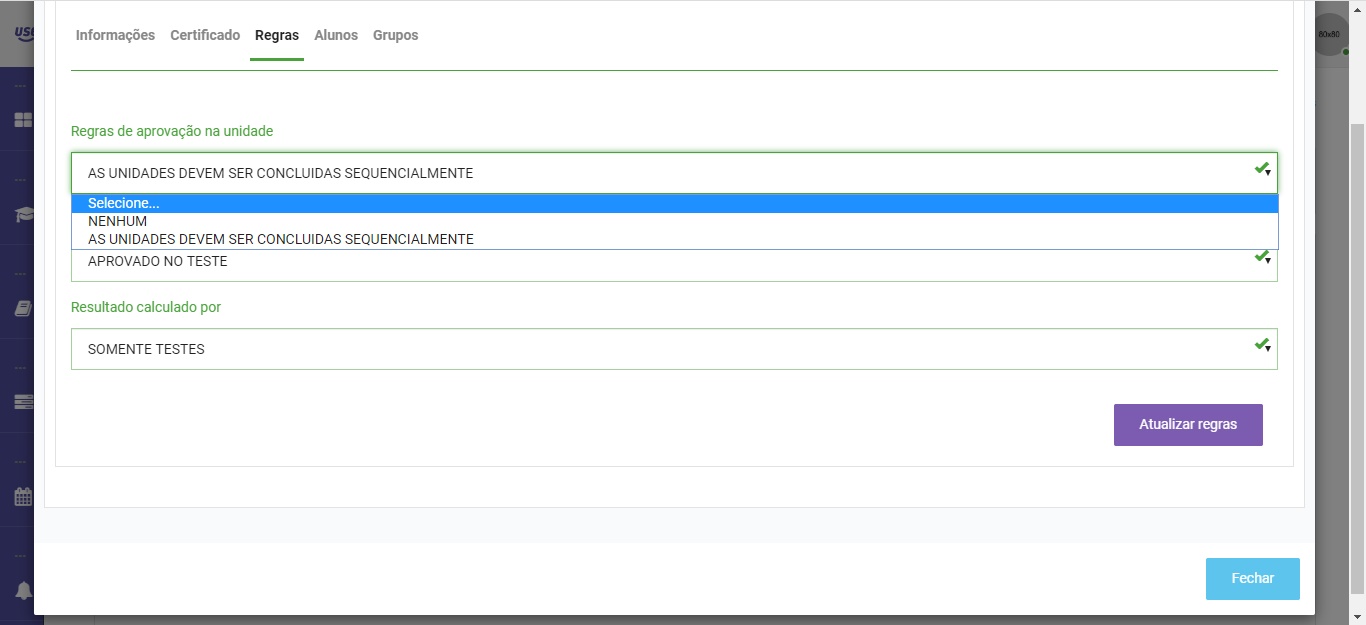 Informações Certificado Regras Alunos Grupos
80x80
Regras de aprovação na unidade
AS UNIDADES DEVEM SER CONCLUIDAS SEQUENCIALMENTE
Selecione...
NENHUM
AS UNIDADES DEVEM SER CONCLUIDAS SEQUENCIALMENTE
APROVADO NO TESTE
Resultado calculado por
SOMENTE TESTES
Atualizar regras
Fechar